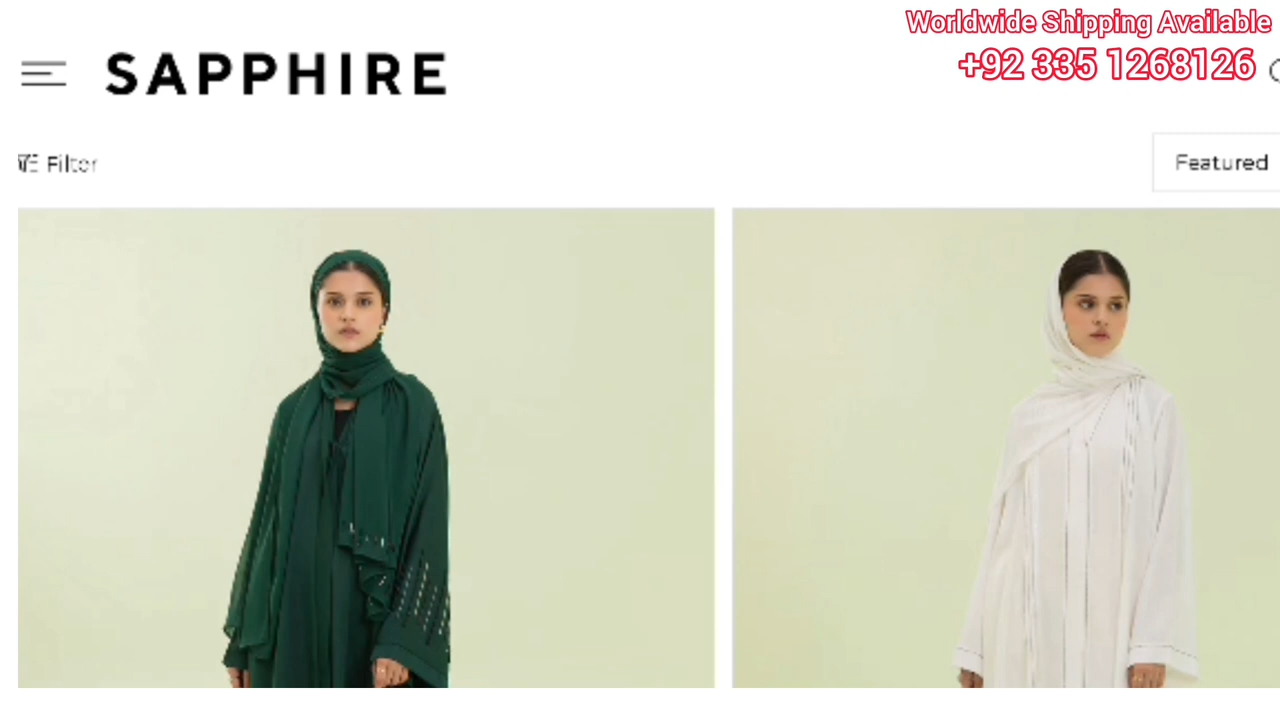 Worldwide Shipping Available
SAPPHIRE
+92 335 1268126
Filter
Featured